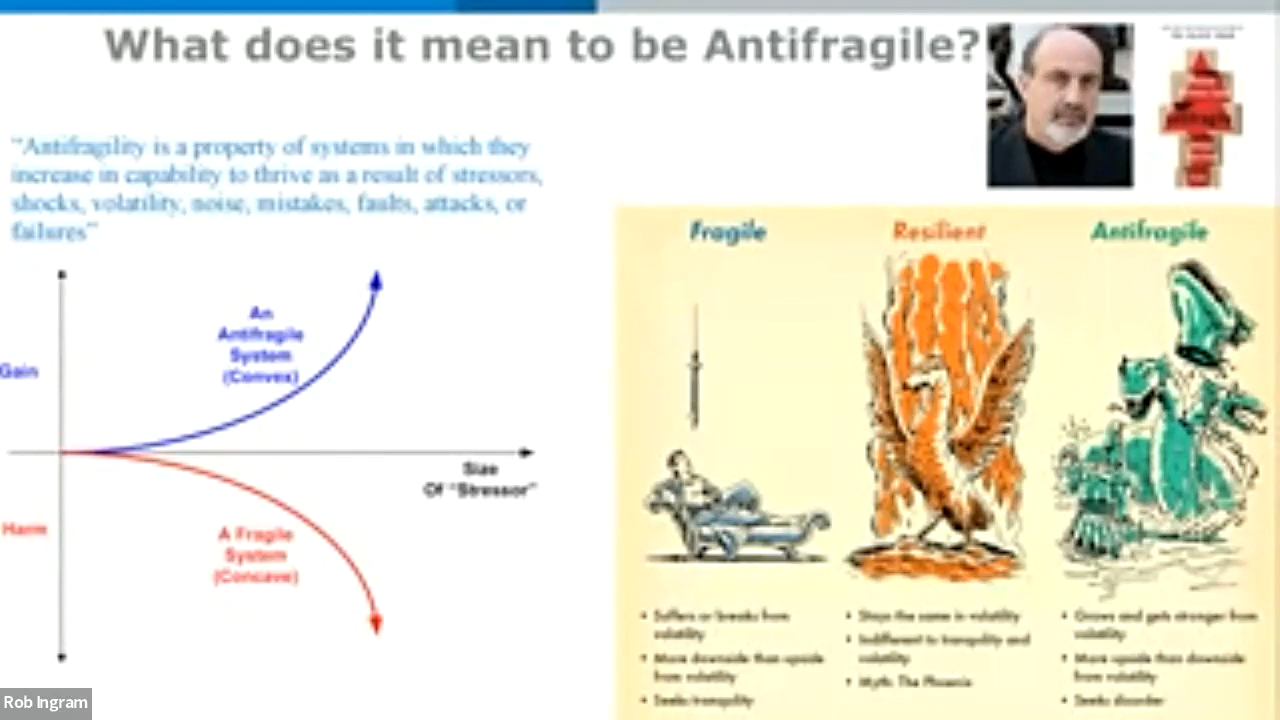 What does it mean to be Antifragile?
“Antifragility is a property of systems in which they
increase in capability to thrive as a result of stressors,
shocks, volatility, noise, mistakes, faults, attacks, or
failures”
An
Antifragile
System
(Convex)
Gain
Size
Of “Stressor”
Harm
A Fragile
System
(Concave)
Fragile
• Suffers or breaks from
volatility
• More downside than upside
from volatility
• Seeks tranquility
Resilient
• Stays the same in volatility
• Indifferent to tranquility and
volatility
• Myth: The Phoenix
Antifragile
• Grows and gets stronger from
volatility
• More upside than downside
from volatility
• Seeks disorder
Rob Ingram